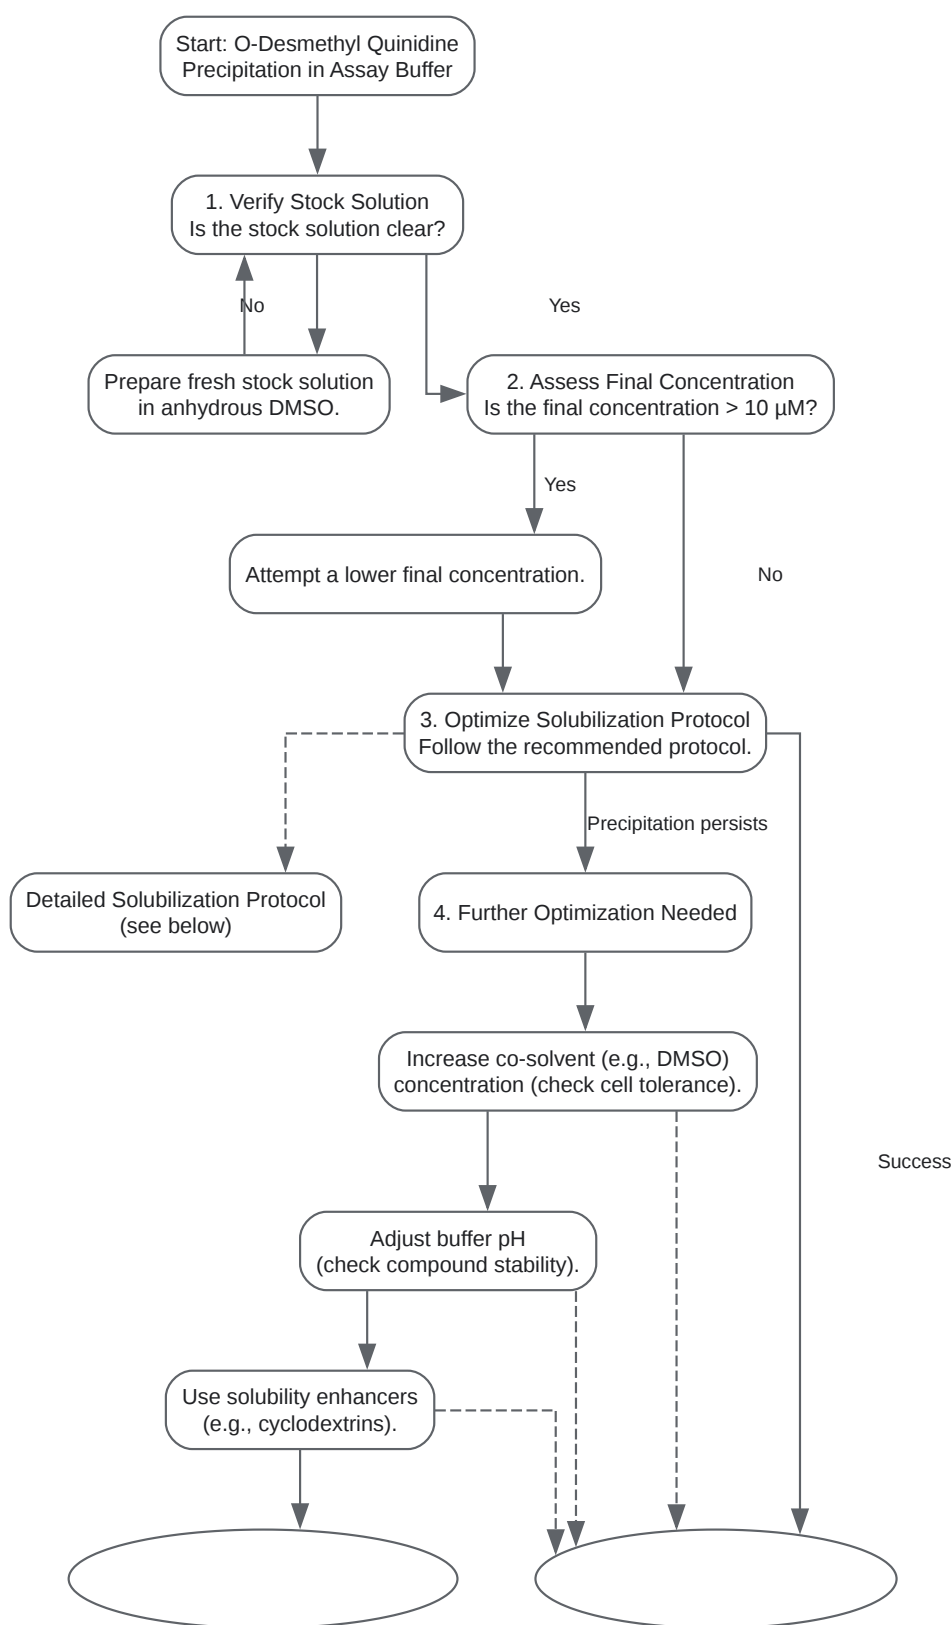 Start: O-Desmethyl Quinidine
Precipitation in Assay Buffer
1. Verify Stock Solution
Is the stock solution clear?
No
Yes
Prepare fresh stock solution
in anhydrous DMSO.
2. Assess Final Concentration
Is the final concentration > 10 µM?
Yes
Attempt a lower final concentration.
No
3. Optimize Solubilization Protocol
Follow the recommended protocol.
Precipitation persists
Detailed Solubilization Protocol
(see below)
4. Further Optimization Needed
Increase co-solvent (e.g., DMSO)
concentration (check cell tolerance).
Success
Adjust buffer pH
(check compound stability).
Use solubility enhancers
(e.g., cyclodextrins).